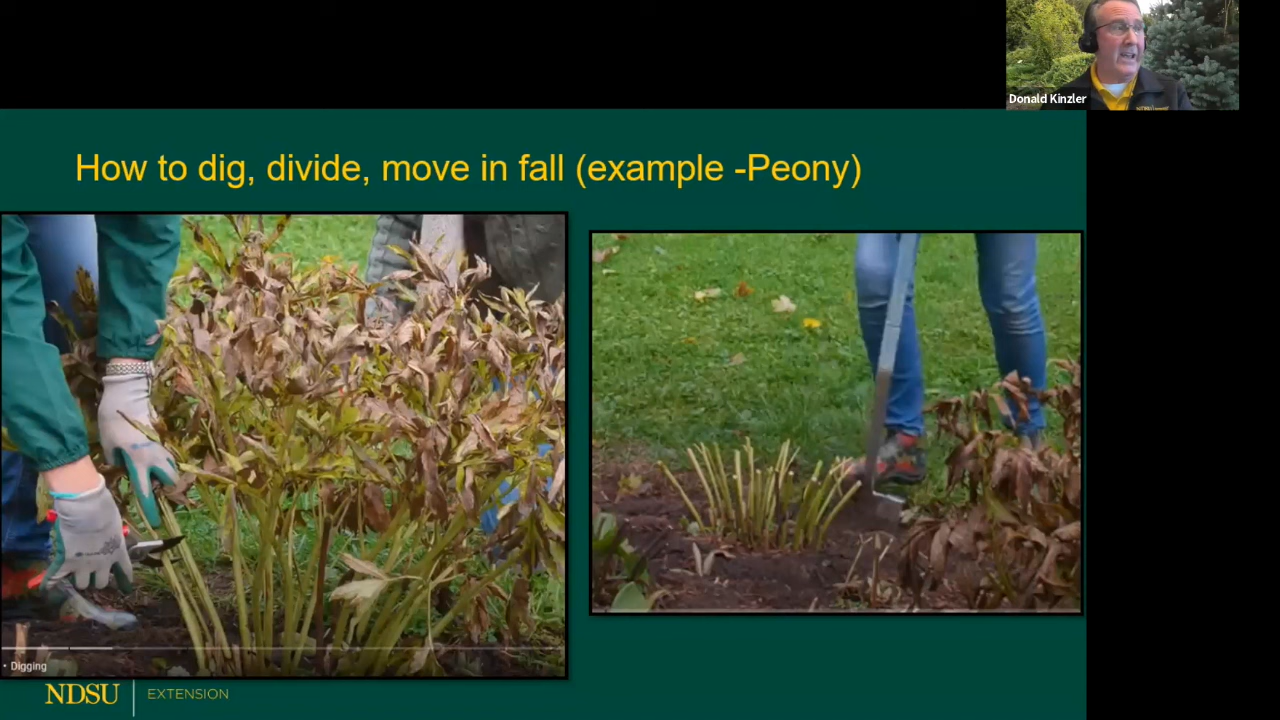 Donald Kinzler
How to dig, divide, move in fall (example -Peony)
• Digging
NDSU
EXTENSION